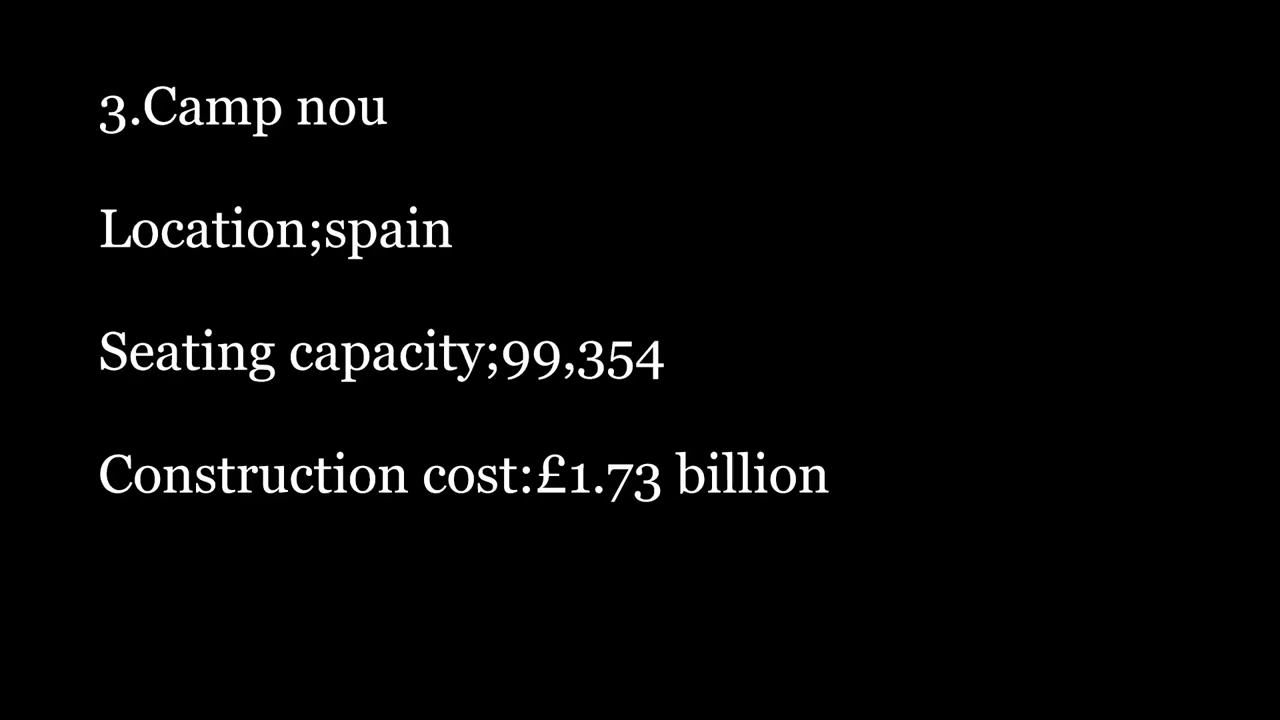 3.Camp nou
Location;spain
Seating capacity;99,354
Construction cost:£1.73 billion